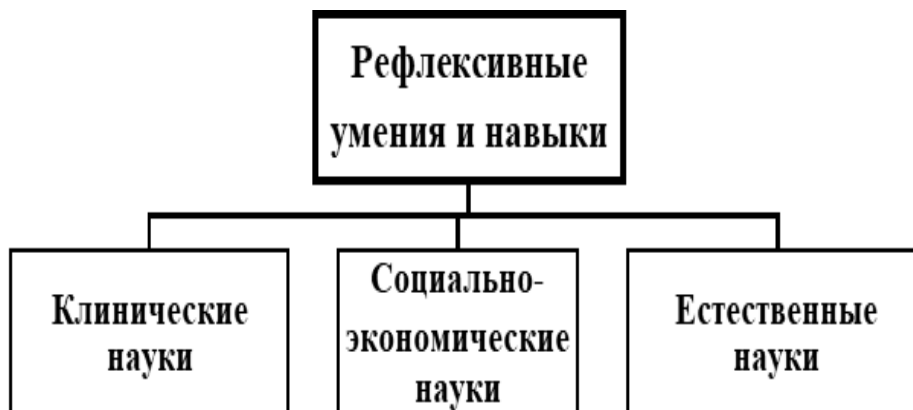 Рефлексивные
умения и навыки
Клинические
науки
Социально-
экономические
науки
Естественные
науки